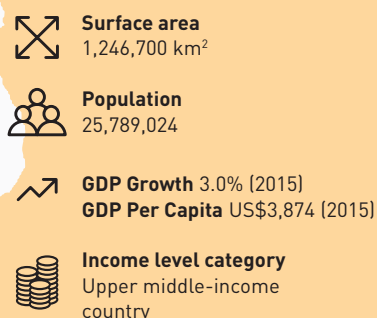 Surface area
1,246,700 km²
Population
25,789,024
GDP Growth 3.0% (2015)
GDP Per Capita US$3,874 (2015)
Income level category
Upper middle-income
country